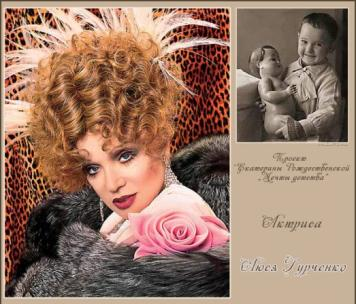 Проект
"Екатерины Рождественской
Мечты детства"
Актриса
Люся Гурченко